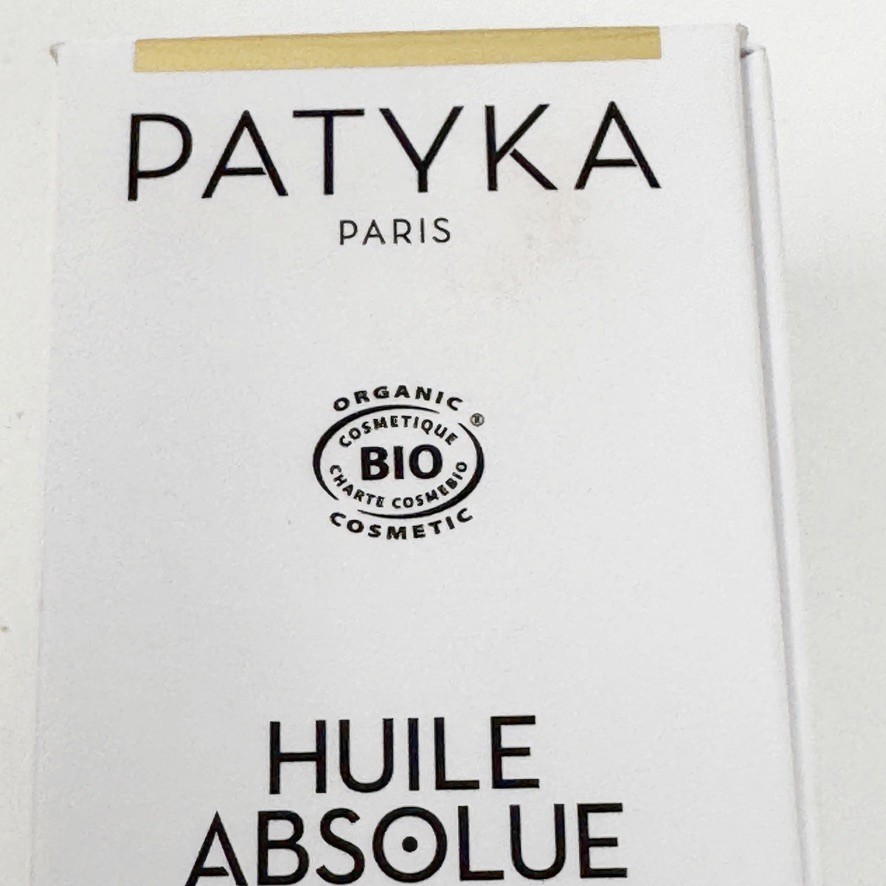 PATYKA
PARIS
ORGANIC
COSMETIQUE
®
BIO
CHARTE COSMEBIO
COSMETIC
HUILE
ABSOLUE